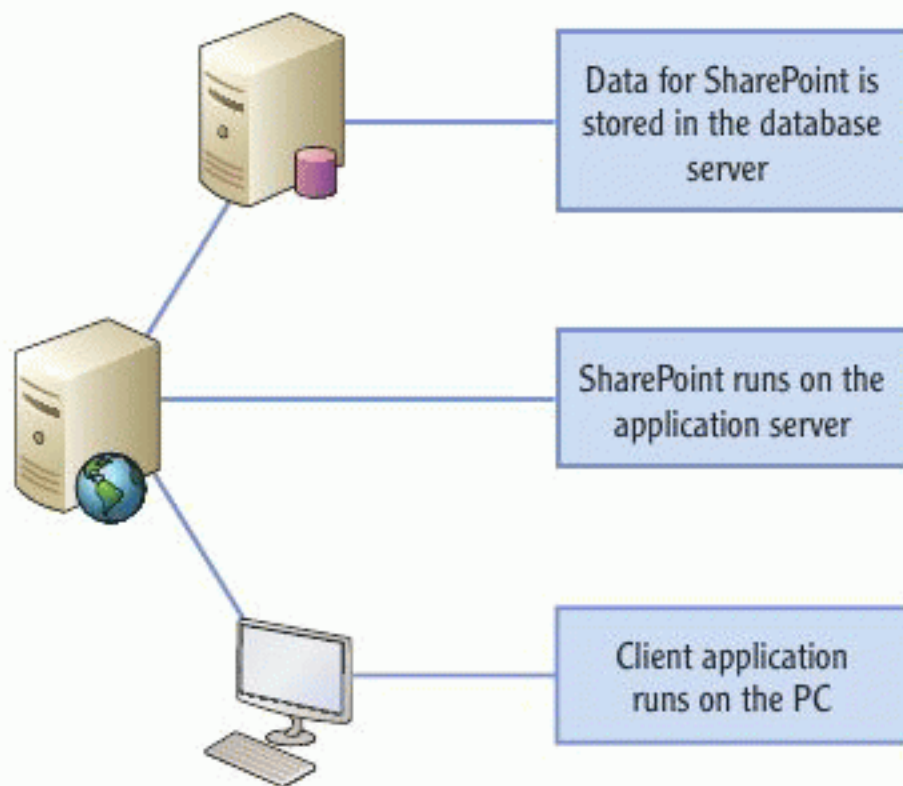 Data for SharePoint is
stored in the database
server
SharePoint runs on the
application server
Client application
runs on the PC